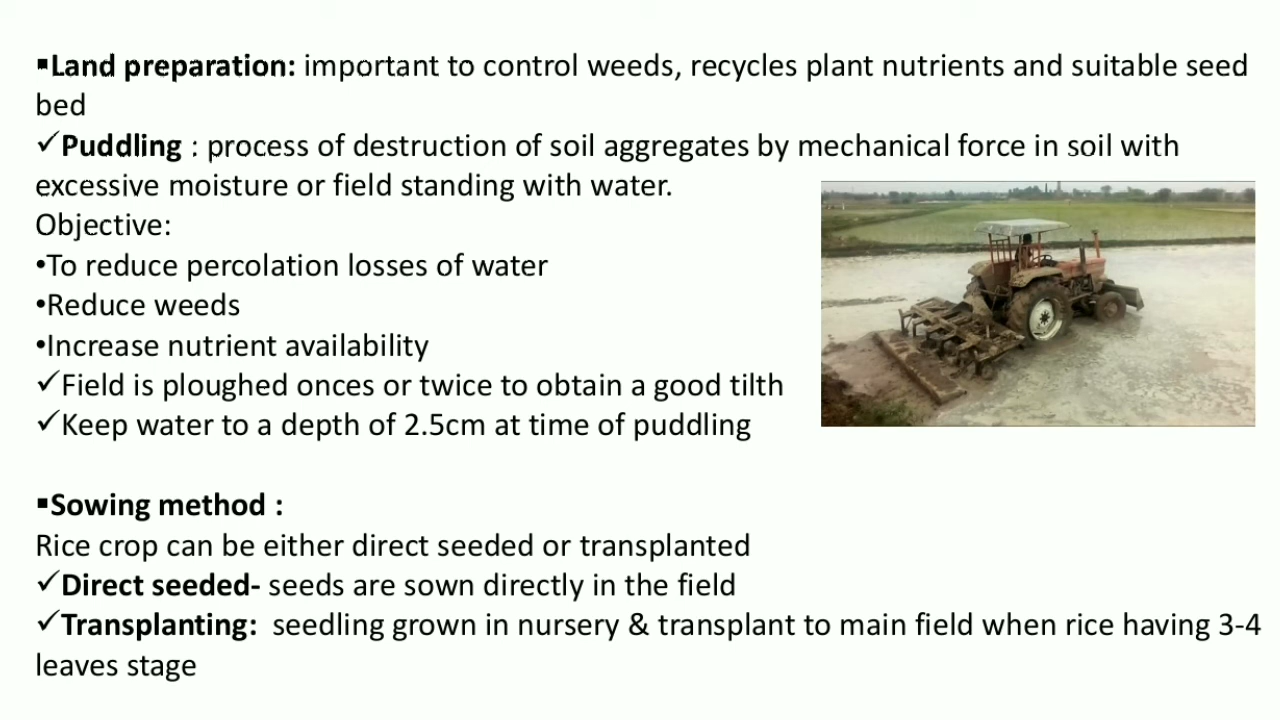 ▪Land preparation: important to control weeds, recycles plant nutrients and suitable seed
bed
✓Puddling : process of destruction of soil aggregates by mechanical force in soil with
excessive moisture or field standing with water.
Objective:
•To reduce percolation losses of water
•Reduce weeds
•Increase nutrient availability
✓Field is ploughed onces or twice to obtain a good tilth
✓Keep water to a depth of 2.5cm at time of puddling
▪Sowing method :
Rice crop can be either direct seeded or transplanted
✓Direct seeded- seeds are sown directly in the field
✓Transplanting: seedling grown in nursery & transplant to main field when rice having 3-4
leaves stage